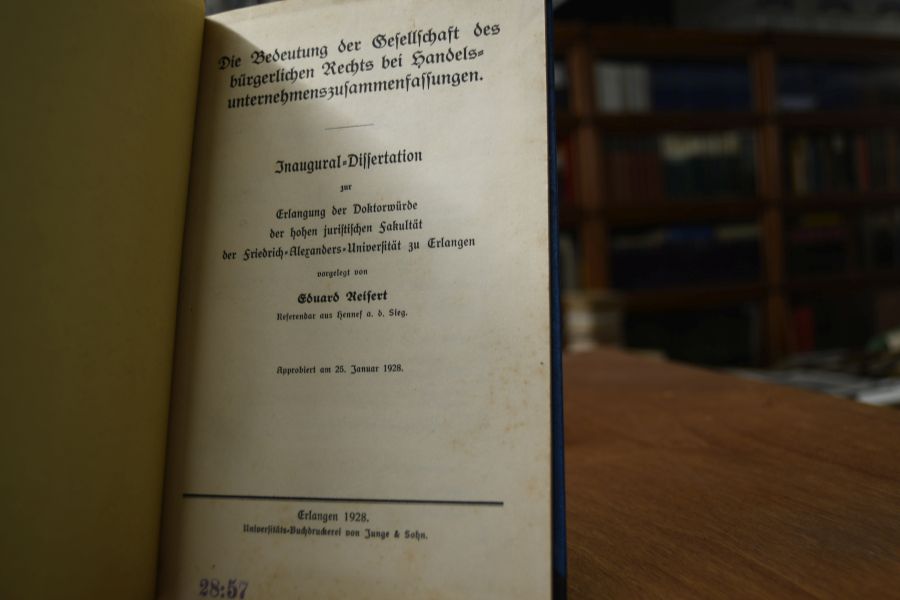 Die Bedeutung der Geſellſchaft des
bürgerlichen Rechts bei Handels-
unternehmenszuſammenfaſſungen.
Inaugural-Diſſertation
zur
Erlangung der Doktorwürde
der hohen juriſtiſchen Fakultät
der Friedrich-Alexanders-Univerſität zu Erlangen
vorgelegt von
Eduard Reifert
Referendar aus Hennef a. d. Sieg.
Approbiert am 25. Januar 1928.
Erlangen 1928.
Univerſitäts-Buchdruckerei von Junge & Sohn.
28:57